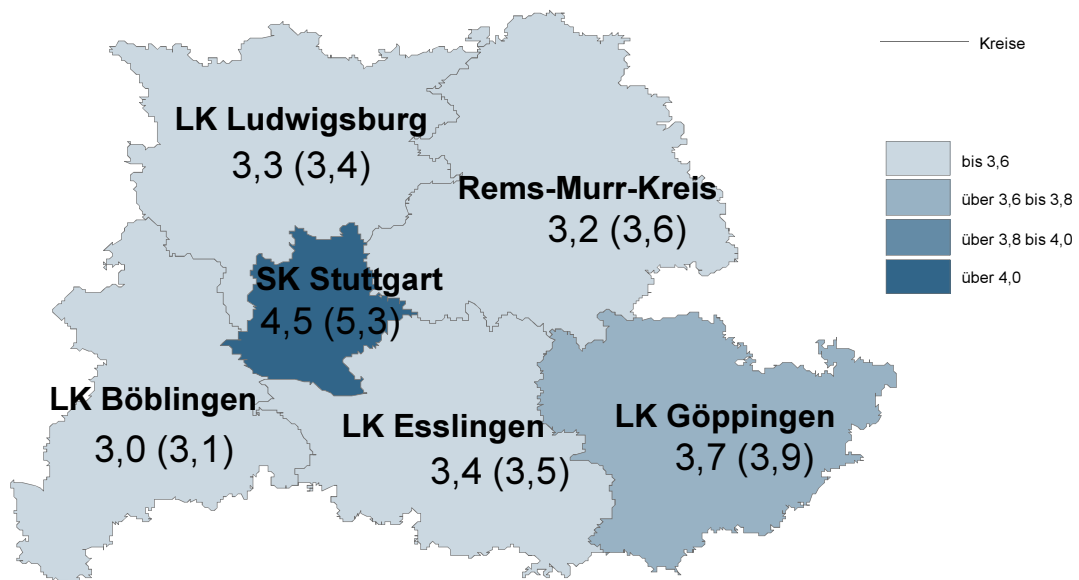 Kreise
LK Ludwigsburg
3,3 (3,4)
Rems-Murr-Kreis
3,2 (3,6)
SK Stuttgart
4,5 (5,3)
LK Böblingen
3,0 (3,1)
LK Esslingen
3,4 (3,5)
LK Göppingen
3,7 (3,9)
bis 3,6
über 3,6 bis 3,8
über 3,8 bis 4,0
über 4,0